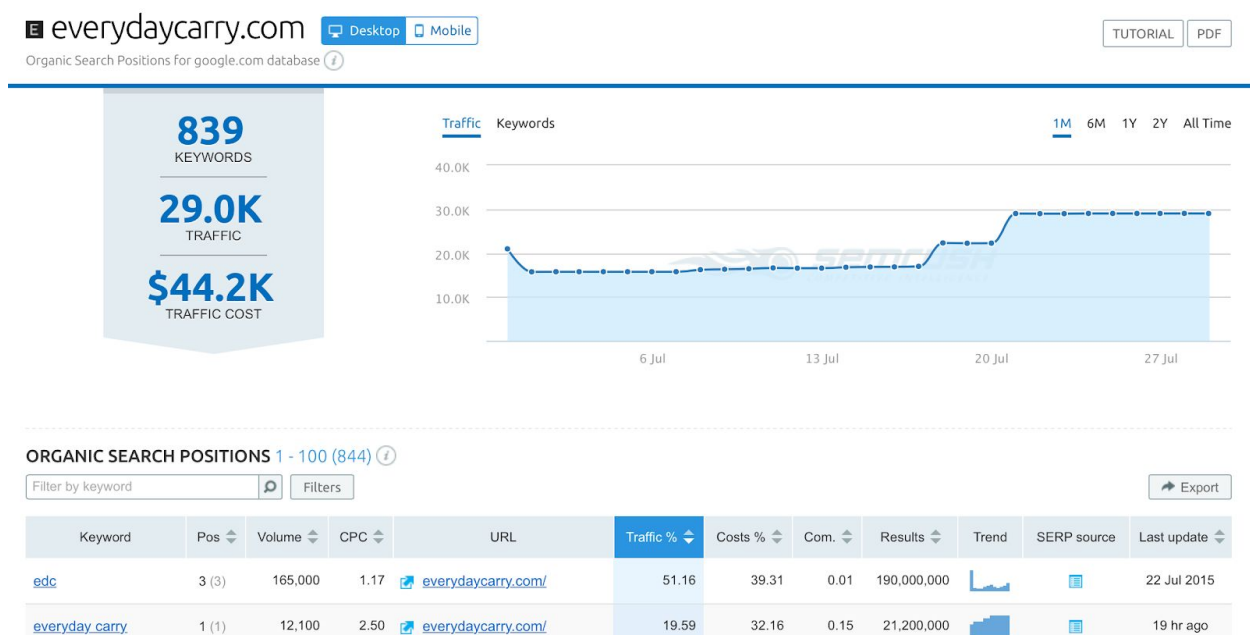 E everydaycarry.com Desktop Mobile TUTORIAL PDF
Organic Search Positions for google.com database i
839
KEYWORDS
29.0K
TRAFFIC
$44.2K
TRAFFIC COST
Traffic Keywords 1M 6M 1Y 2Y All Time
40.0K
30.0K
20.0K
10.0K
semrush
6 Jul 13 Jul 20 Jul 27 Jul
ORGANIC SEARCH POSITIONS 1 - 100 (844) i
Filter by keyword Filters Export
Keyword Pos Volume CPC URL Traffic % Costs % Com. Results Trend SERP source Last update
edc 3 (3) 165,000 1.17 everydaycarry.com/ 51.16 39.31 0.01 190,000,000 22 Jul 2015
everyday carry 1 (1) 12,100 2.50 everydaycarry.com/ 19.59 32.16 0.15 21,200,000 19 hr ago